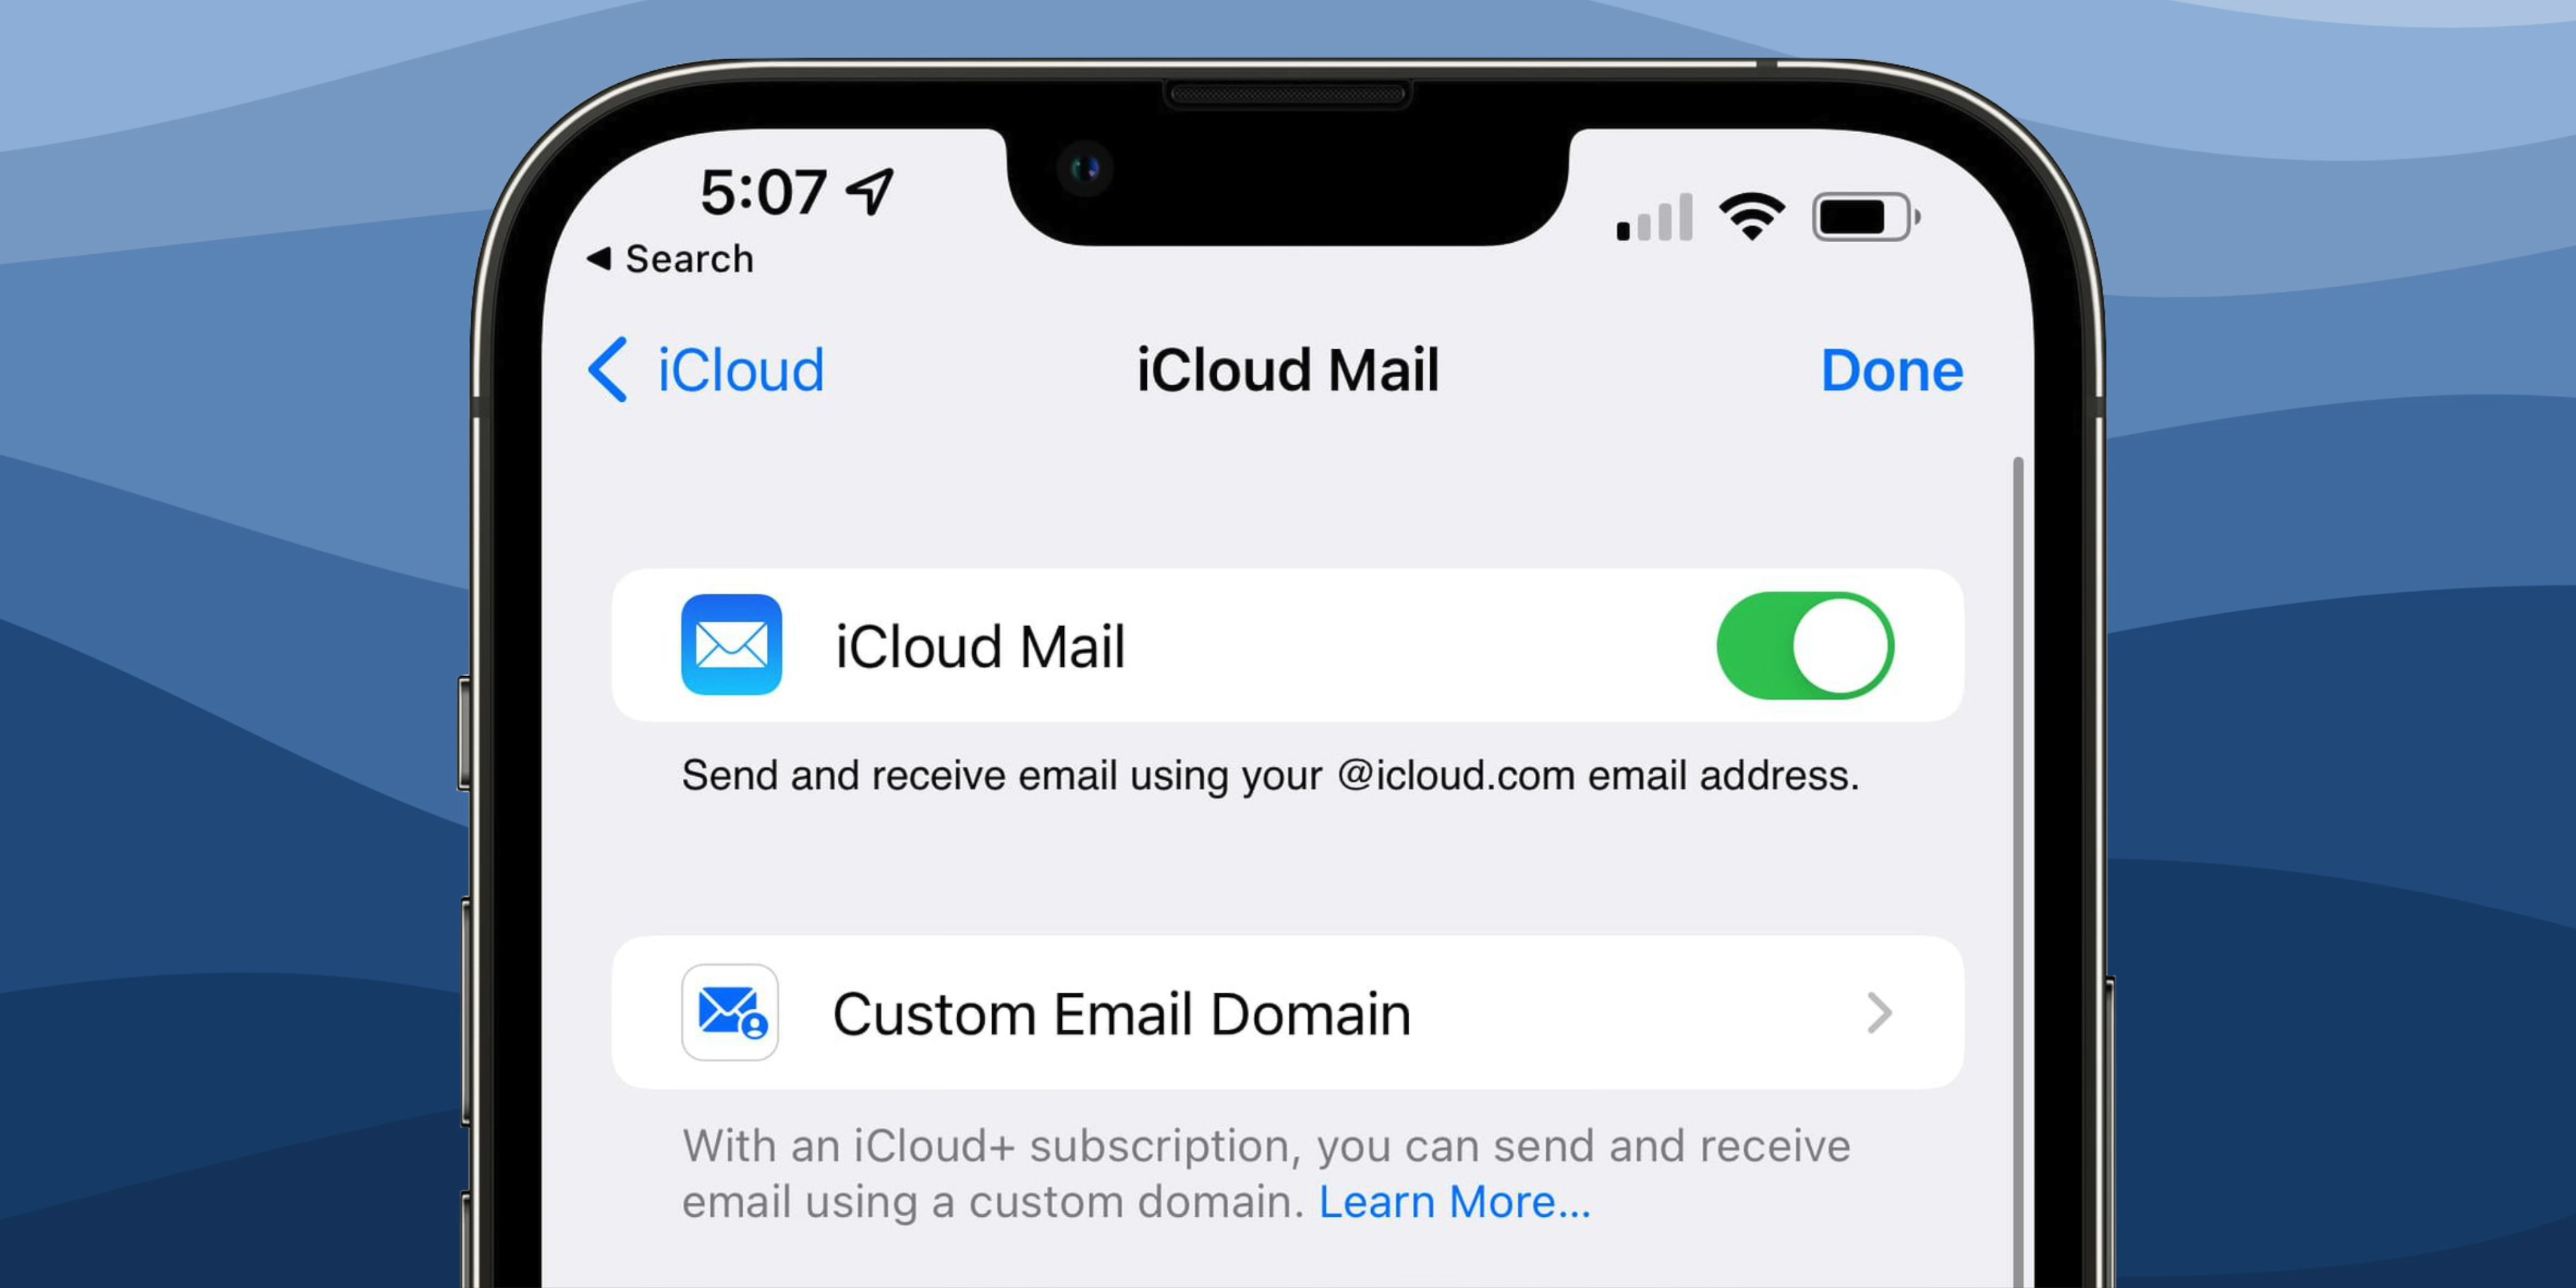 5:07
Search
iCloud
iCloud Mail
Done
iCloud Mail
Send and receive email using your @icloud.com email address.
Custom Email Domain
With an iCloud+ subscription, you can send and receive
email using a custom domain. Learn More...